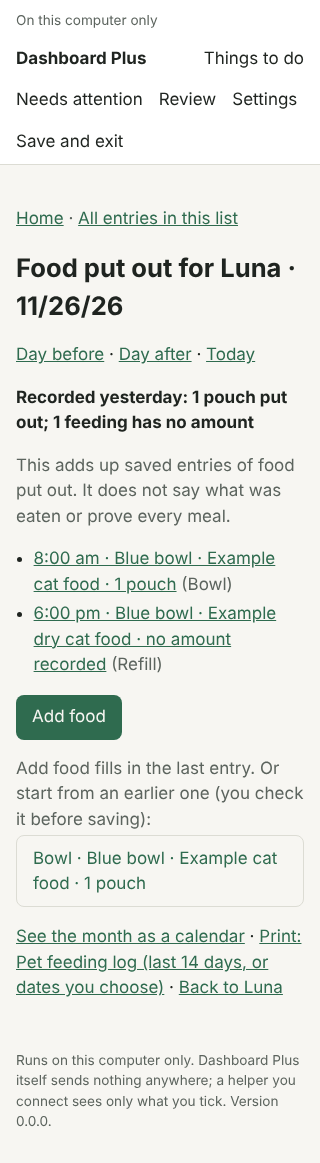 On this computer only
Dashboard Plus
Things to do
Needs attention Review Settings
Save and exit
Home · All entries in this list
Food put out for Luna ·
11/26/26
Day before · Day after · Today
Recorded yesterday: 1 pouch put
out; 1 feeding has no amount
This adds up saved entries of food
put out. It does not say what was
eaten or prove every meal.
• 8:00 am · Blue bowl · Example
cat food · 1 pouch (Bowl)
• 6:00 pm · Blue bowl · Example
dry cat food · no amount
recorded (Refill)
Add food
Add food fills in the last entry. Or
start from an earlier one (you check
it before saving):
Bowl · Blue bowl · Example cat
food · 1 pouch
See the month as a calendar · Print:
Pet feeding log (last 14 days, or
dates you choose) · Back to Luna
Runs on this computer only. Dashboard Plus
itself sends nothing anywhere; a helper you
connect sees only what you tick. Version
0.0.0.